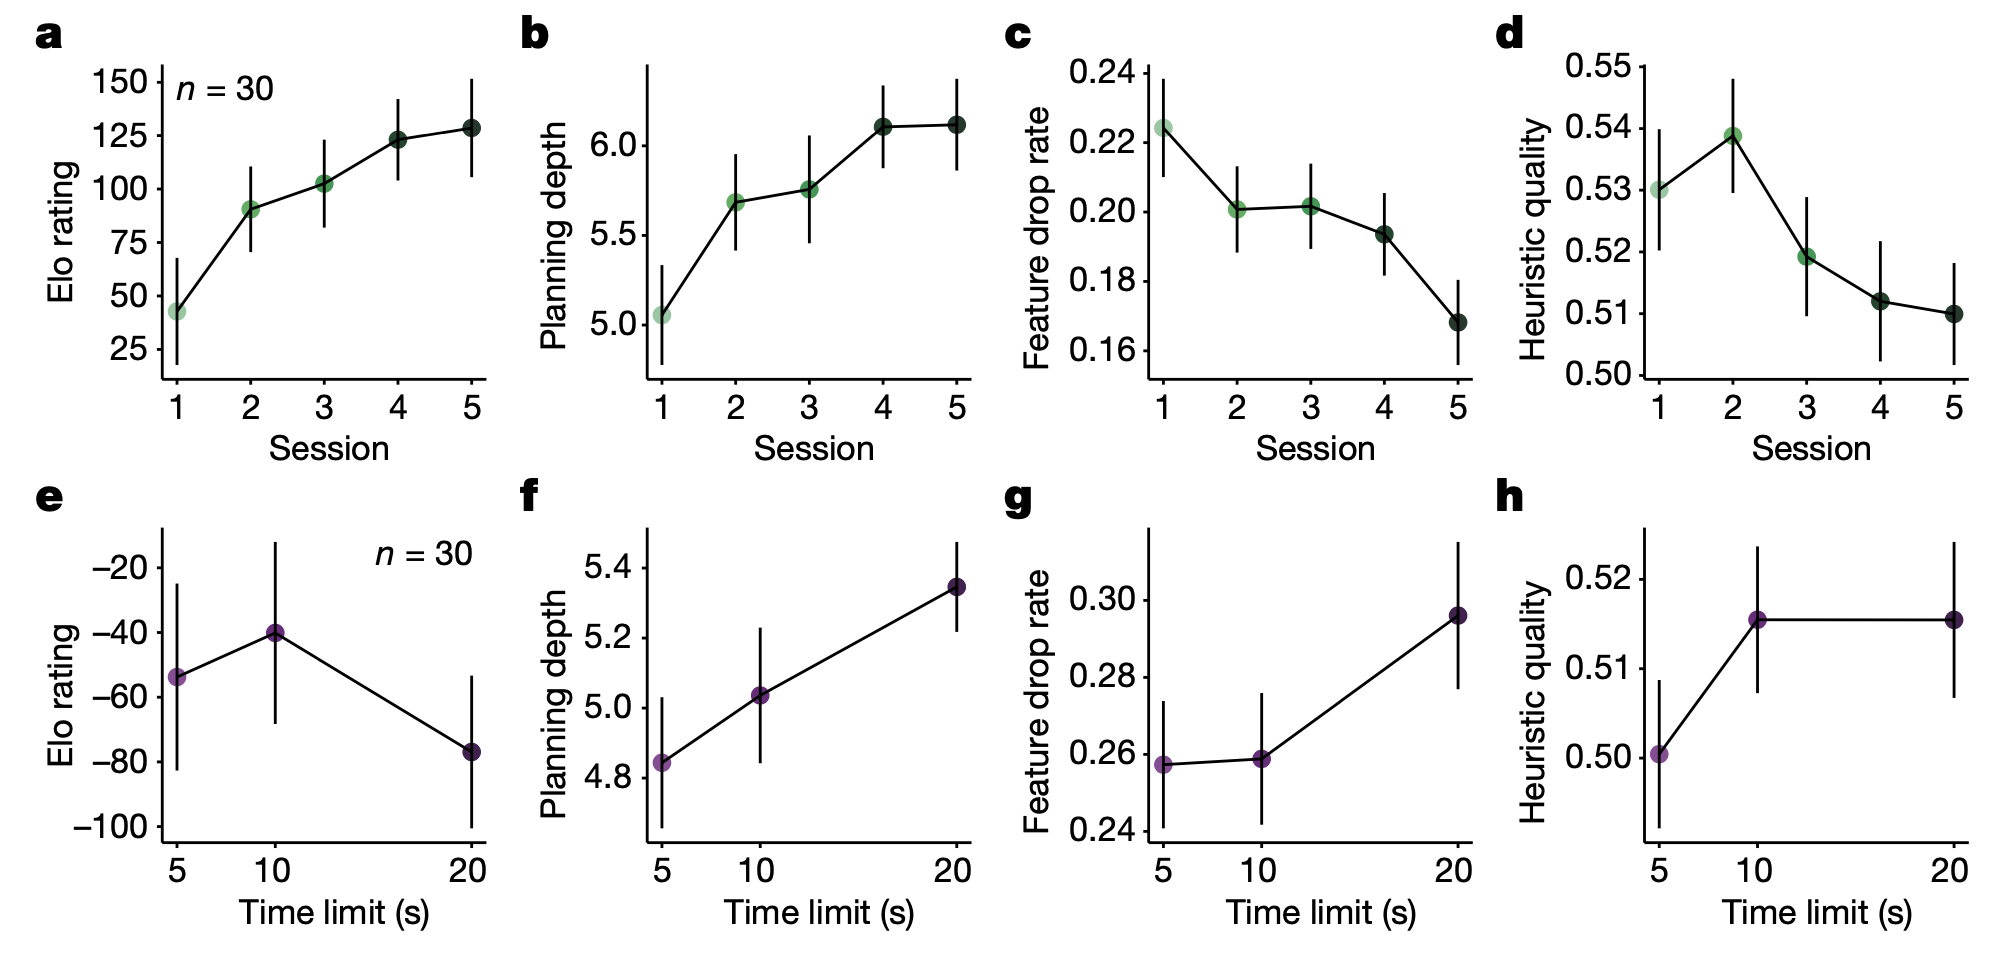 a
n = 30
Elo rating
150
125
100
75
50
25
1 2 3 4 5
Session
b
Planning depth
6.0
5.5
5.0
1 2 3 4 5
Session
c
Feature drop rate
0.24
0.22
0.20
0.18
0.16
1 2 3 4 5
Session
d
Heuristic quality
0.55
0.54
0.53
0.52
0.51
0.50
1 2 3 4 5
Session
e
n = 30
Elo rating
−20
−40
−60
−80
−100
5 10 20
Time limit (s)
f
Planning depth
5.4
5.2
5.0
4.8
5 10 20
Time limit (s)
g
Feature drop rate
0.30
0.28
0.26
0.24
5 10 20
Time limit (s)
h
Heuristic quality
0.52
0.51
0.50
5 10 20
Time limit (s)